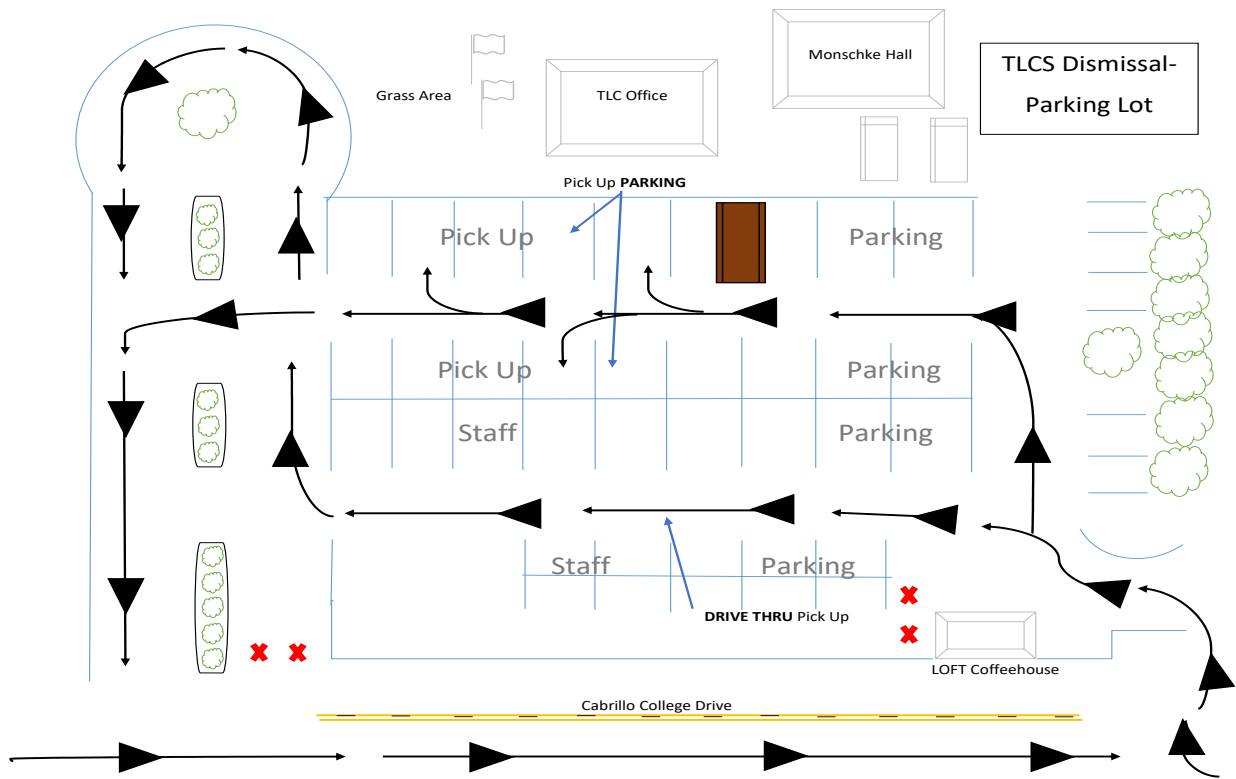 Monschke Hall
TLCS Dismissal-
Parking Lot
Grass Area
TLC Office
Pick Up PARKING
Pick Up
Parking
Pick Up
Parking
Staff
Parking
Staff
Parking
DRIVE THRU Pick Up
LOFT Coffeehouse
Cabrillo College Drive